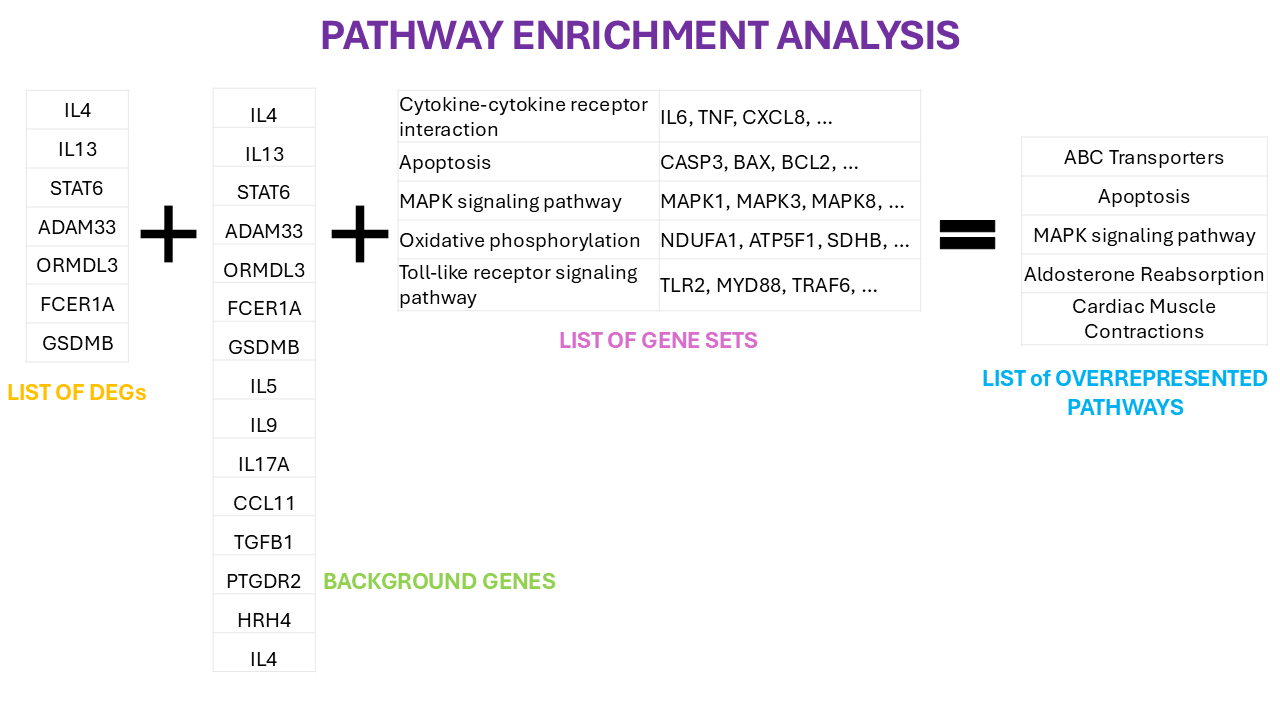 PATHWAY ENRICHMENT ANALYSIS
IL4
IL13
STAT6
ADAM33
ORMDL3
FCER1A
GSDMB
LIST OF DEGs
+
IL4
IL13
STAT6
ADAM33
ORMDL3
FCER1A
GSDMB
IL5
IL9
IL17A
CCL11
TGFB1
PTGDR2
HRH4
IL4
BACKGROUND GENES
+
Cytokine-cytokine receptor
interaction
IL6, TNF, CXCL8, ...
Apoptosis
CASP3, BAX, BCL2, ...
MAPK signaling pathway
MAPK1, MAPK3, MAPK8, ...
Oxidative phosphorylation
NDUFA1, ATP5F1, SDHB, ...
Toll-like receptor signaling
pathway
TLR2, MYD88, TRAF6, ...
LIST OF GENE SETS
=
ABC Transporters
Apoptosis
MAPK signaling pathway
Aldosterone Reabsorption
Cardiac Muscle
Contractions
LIST of OVERREPRESENTED
PATHWAYS